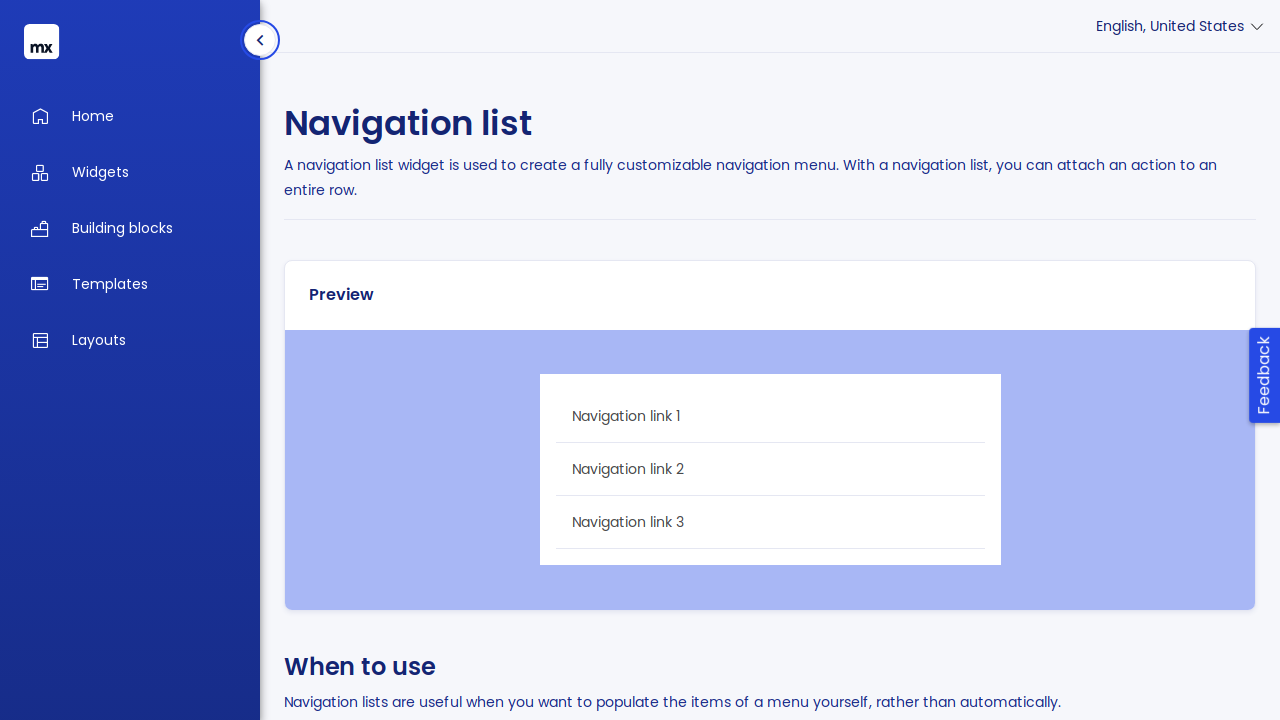 mx
English, United States
Home
Widgets
Building blocks
Templates
Layouts
Navigation list
A navigation list widget is used to create a fully customizable navigation menu. With a navigation list, you can attach an action to an
entire row.
Preview
Navigation link 1
Navigation link 2
Navigation link 3
Feedback
When to use
Navigation lists are useful when you want to populate the items of a menu yourself, rather than automatically.